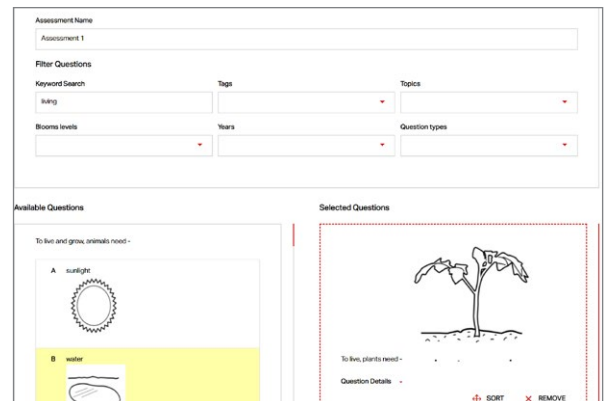 Assessment Name
Assessment 1
Filter Questions
Keyword Search Tags Topics
living
Blooms levels Years Question types
Available Questions Selected Questions
To live and grow, animals need -
A sunlight
B water
To live, plants need -
Question Details
SORT REMOVE